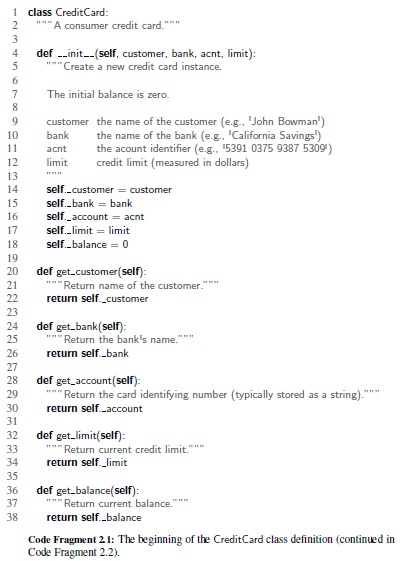 1 class CreditCard:
2 """A consumer credit card."""
3
4 def __init__(self, customer, bank, acnt, limit):
5 """Create a new credit card instance.
6
7 The initial balance is zero.
8
9 customer the name of the customer (e.g., 'John Bowman')
10 bank the name of the bank (e.g., 'California Savings')
11 acnt the acount identifier (e.g., '5391 0375 9387 5309')
12 limit credit limit (measured in dollars)
13 """
14 self._customer = customer
15 self._bank = bank
16 self._account = acnt
17 self._limit = limit
18 self._balance = 0
19
20 def get_customer(self):
21 """Return name of the customer."""
22 return self._customer
23
24 def get_bank(self):
25 """Return the bank's name."""
26 return self._bank
27
28 def get_account(self):
29 """Return the card identifying number (typically stored as a string)."""
30 return self._account
31
32 def get_limit(self):
33 """Return current credit limit."""
34 return self._limit
35
36 def get_balance(self):
37 """Return current balance."""
38 return self._balance
Code Fragment 2.1: The beginning of the CreditCard class definition (continued in
Code Fragment 2.2).